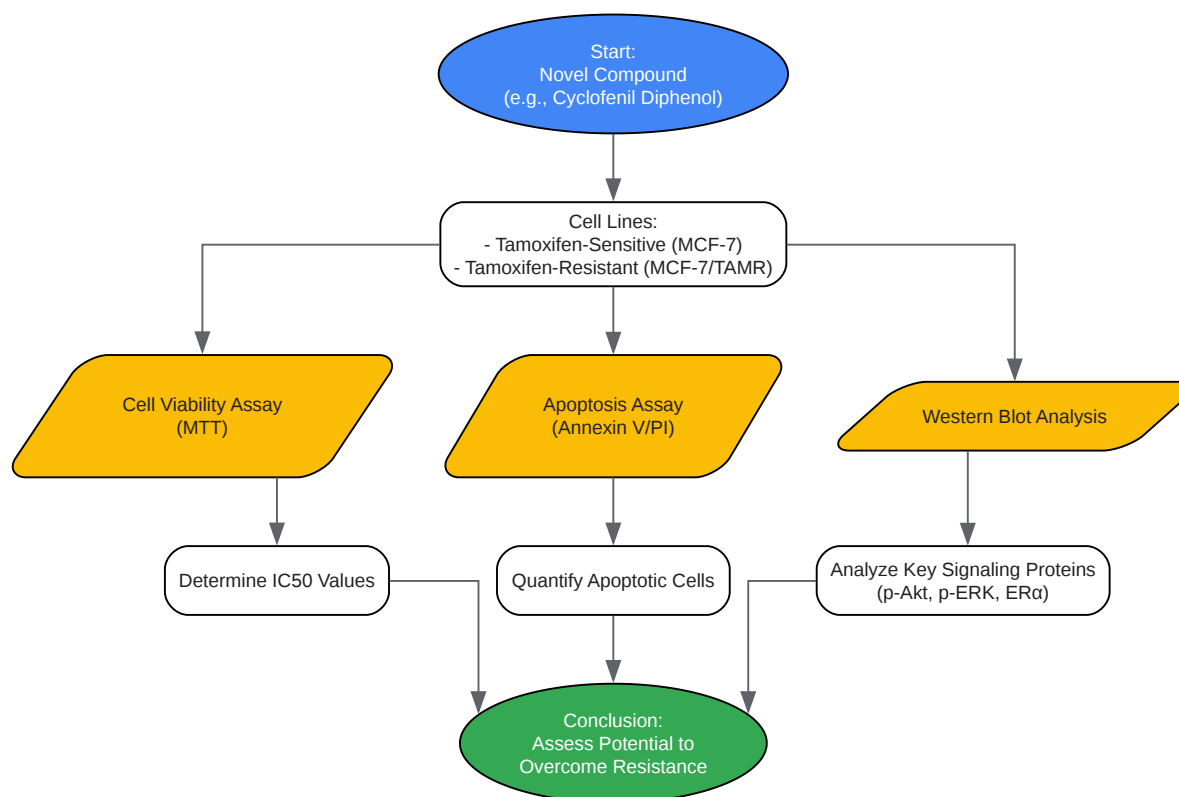 Start:
Novel Compound
(e.g., Cyclofenil Diphenol)
Cell Lines:
- Tamoxifen-Sensitive (MCF-7)
- Tamoxifen-Resistant (MCF-7/TAMR)
Cell Viability Assay
(MTT)
Apoptosis Assay
(Annexin V/PI)
Western Blot Analysis
Determine IC50 Values
Quantify Apoptotic Cells
Analyze Key Signaling Proteins
(p-Akt, p-ERK, ERα)
Conclusion:
Assess Potential to
Overcome Resistance